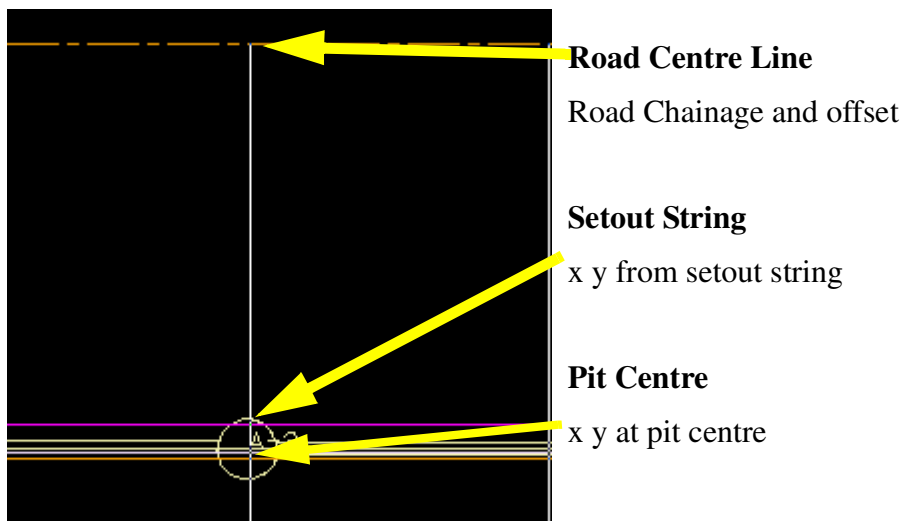 Road Centre Line
Road Chainage and offset
Setout String
x y from setout string
Pit Centre
x y at pit centre